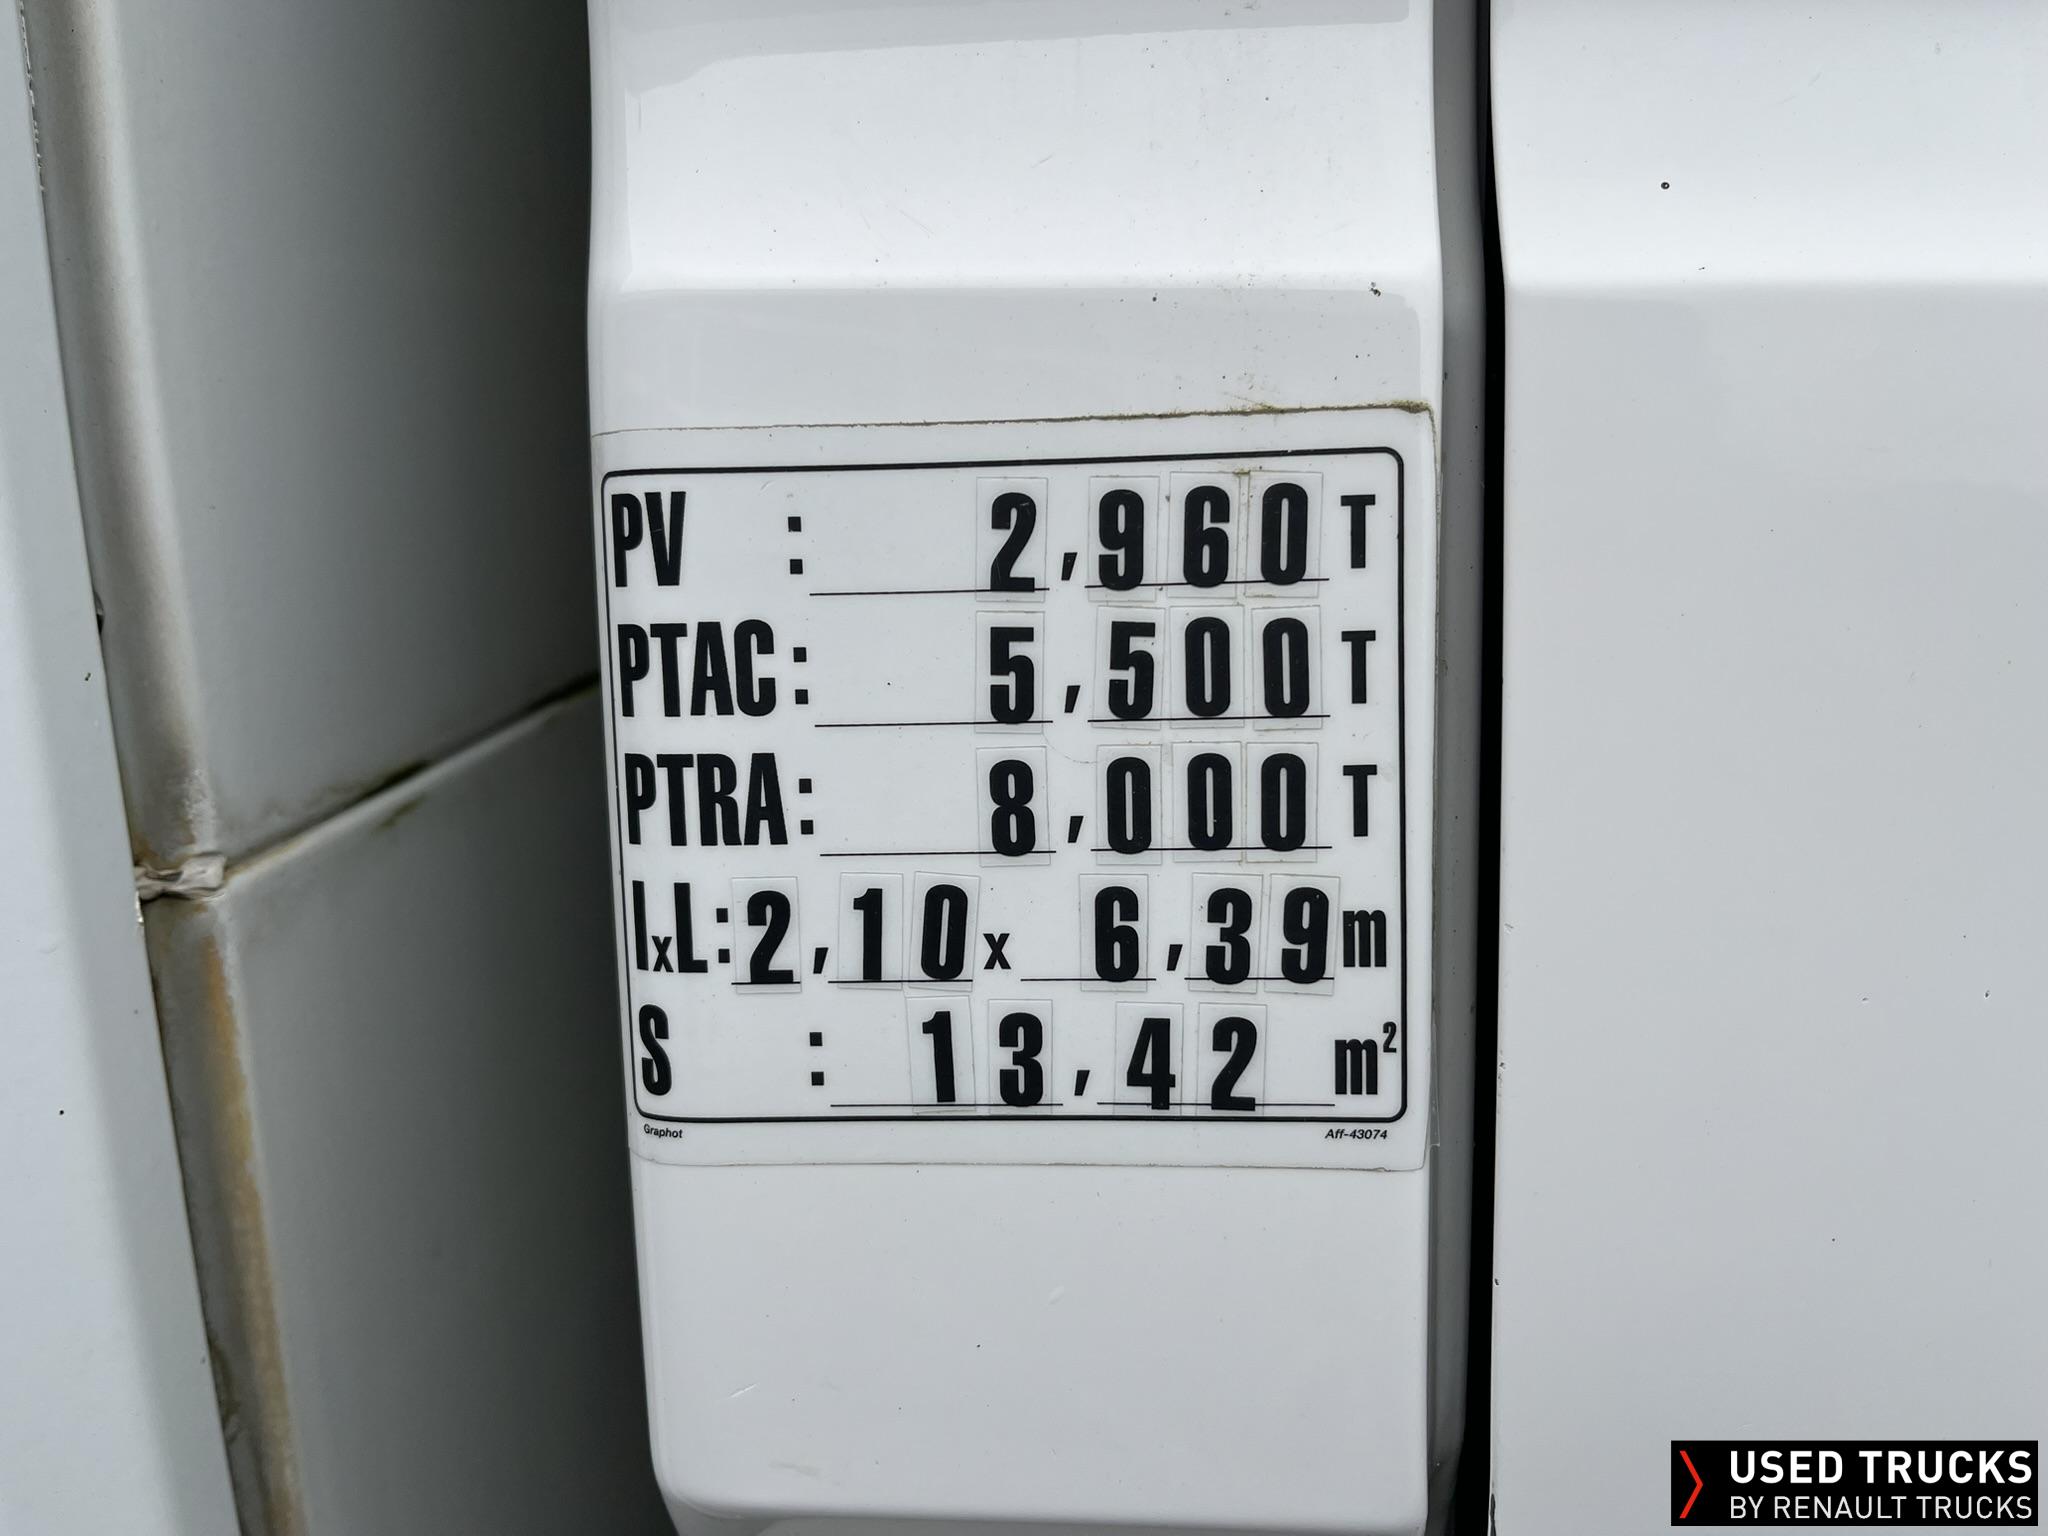 PV : 2,960 T
PTAC: 5,500 T
PTRA: 8,000 T
lxL: 2,10 x 6,39 m
S : 13,42 m²
Graphot Aff-43074
USED TRUCKS
BY RENAULT TRUCKS